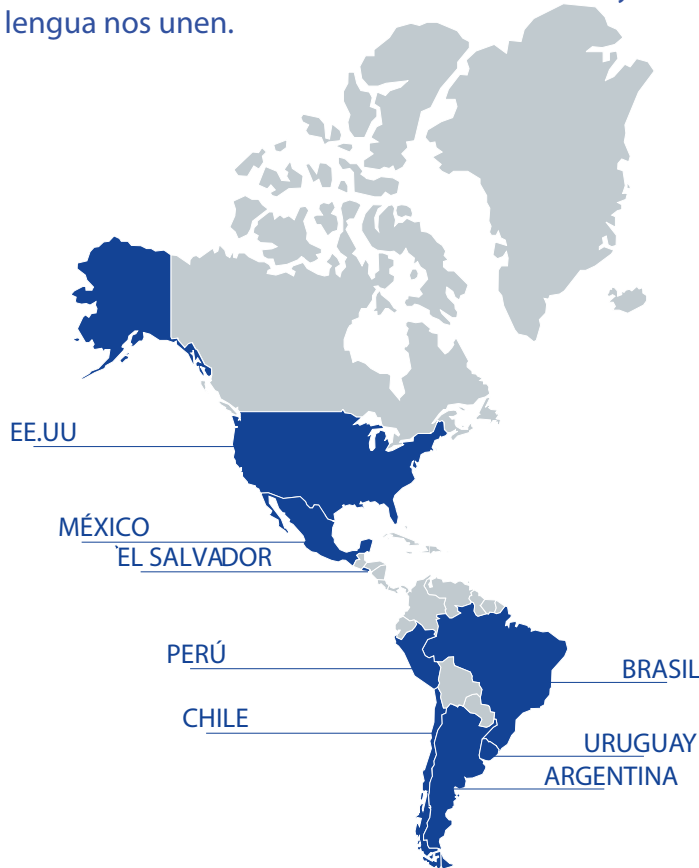 lengua nos unen.
EE.UU
MÉXICO
`EL SALVADOR
PERÚ
BRASIL
CHILE
URUGUAY
ARGENTINA